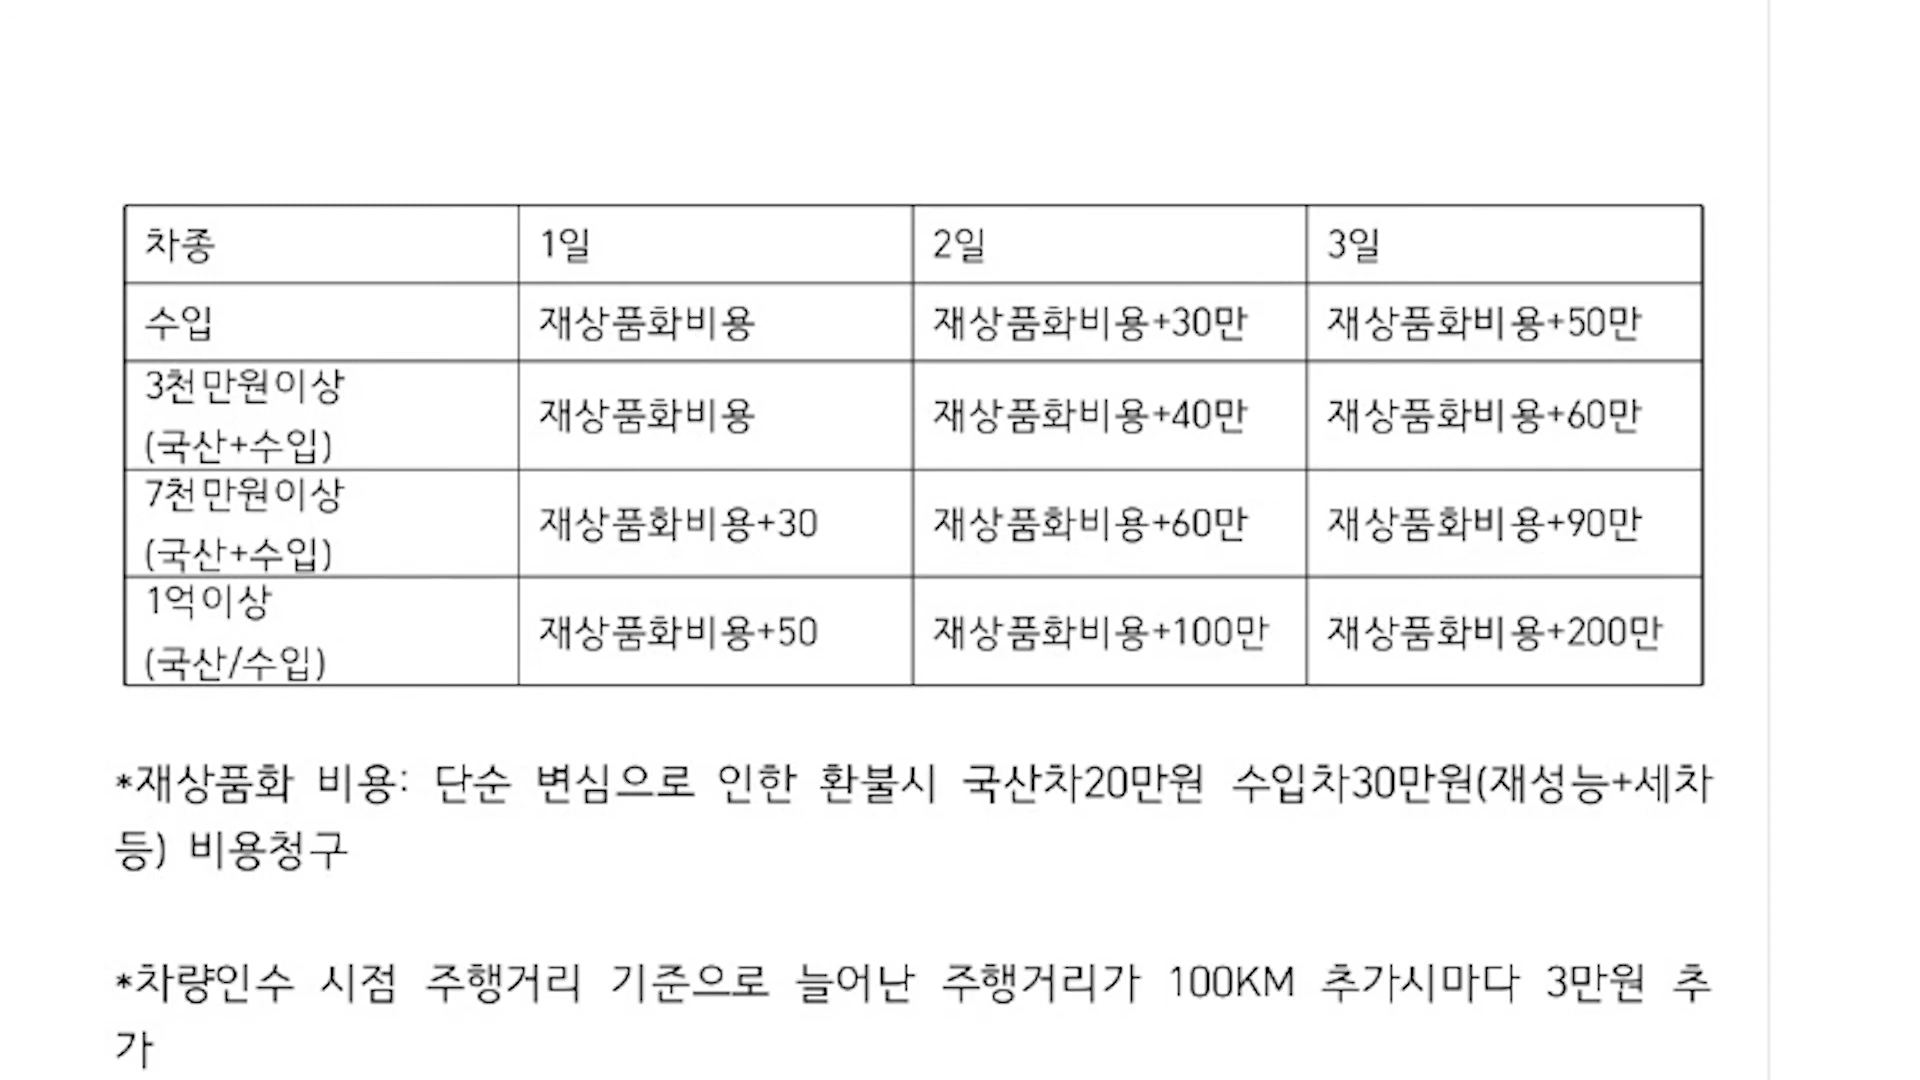 차종 1일 2일 3일
수입 재상품화비용 재상품화비용+30만 재상품화비용+50만
3천만원이상
(국산+수입) 재상품화비용 재상품화비용+40만 재상품화비용+60만
7천만원이상
(국산+수입) 재상품화비용+30 재상품화비용+60만 재상품화비용+90만
1억이상
(국산/수입) 재상품화비용+50 재상품화비용+100만 재상품화비용+200만
*재상품화 비용: 단순 변심으로 인한 환불시 국산차20만원 수입차30만원(재성능+세차
등) 비용청구
*차량인수 시점 주행거리 기준으로 늘어난 주행거리가 100KM 추가시마다 3만원 추
가